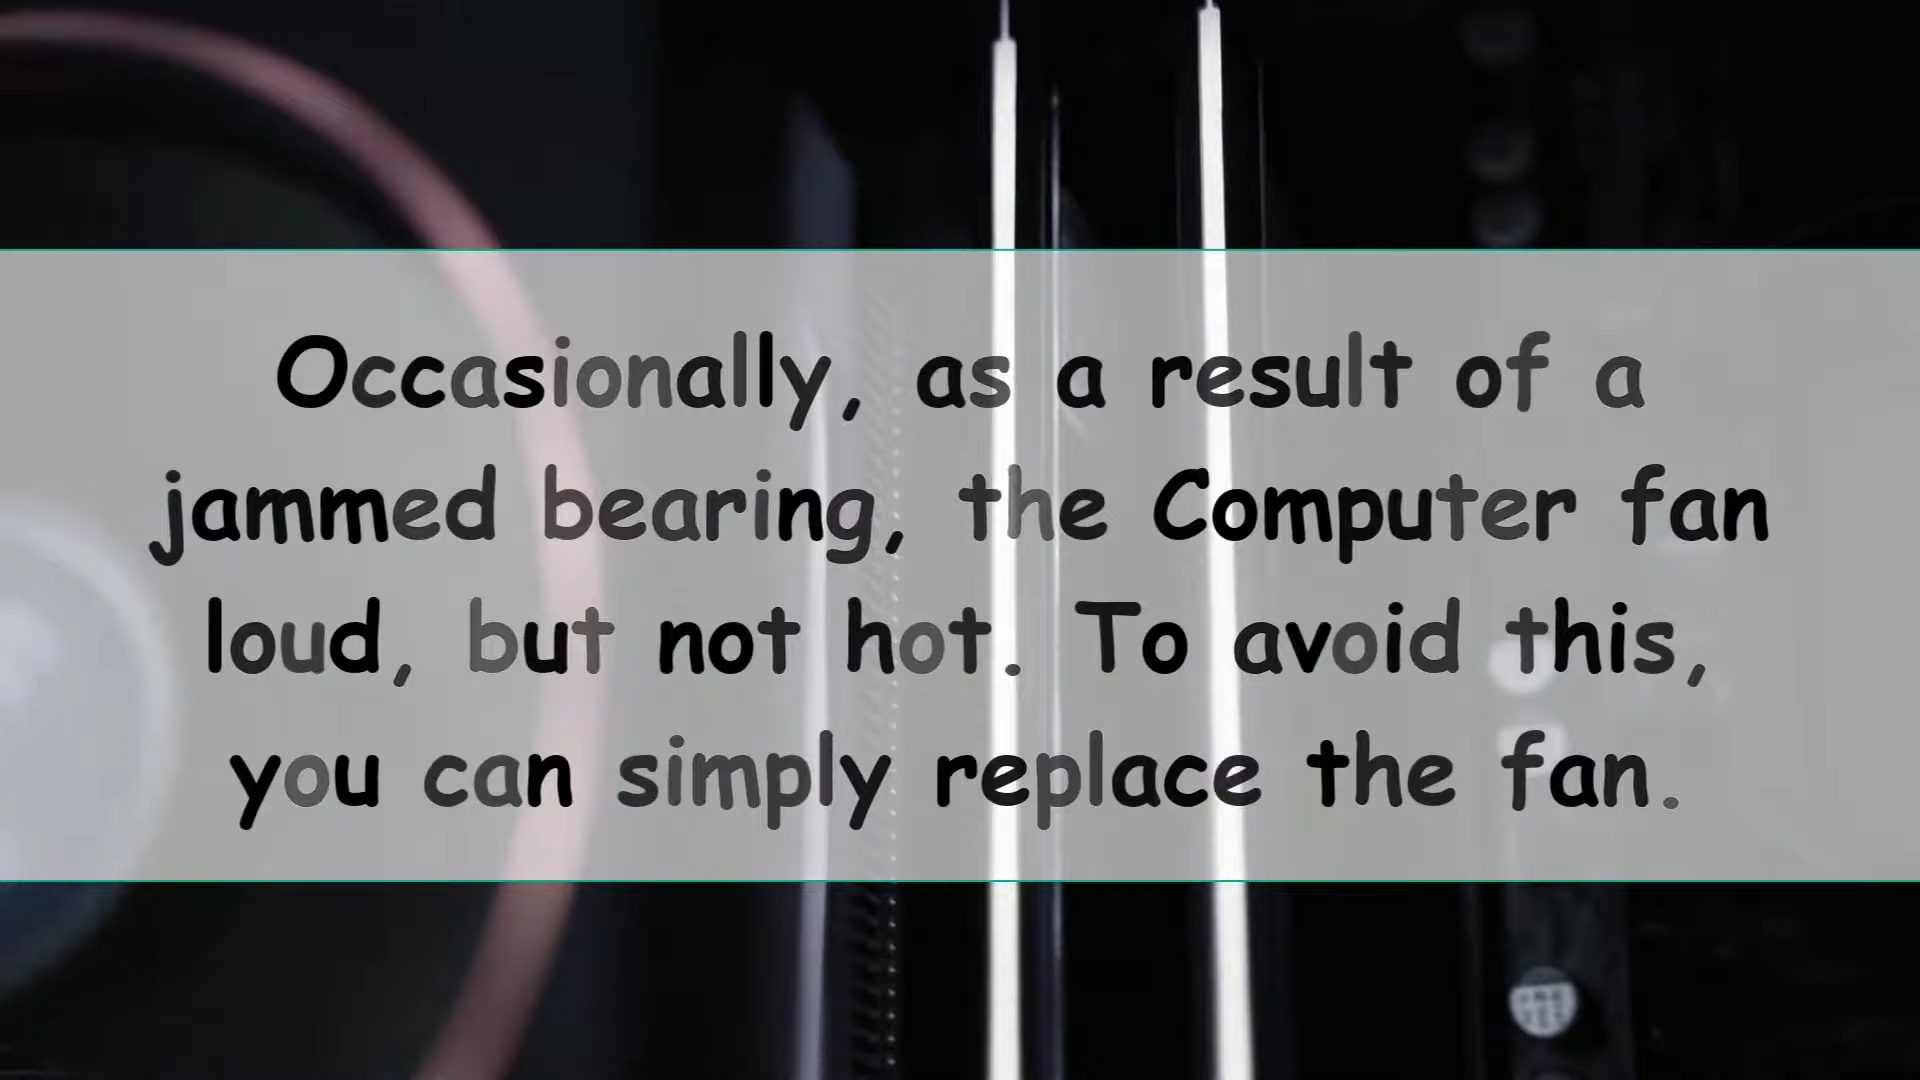 Occasionally, as a result of a
jammed bearing, the Computer fan
loud, but not hot. To avoid this,
you can simply replace the fan.